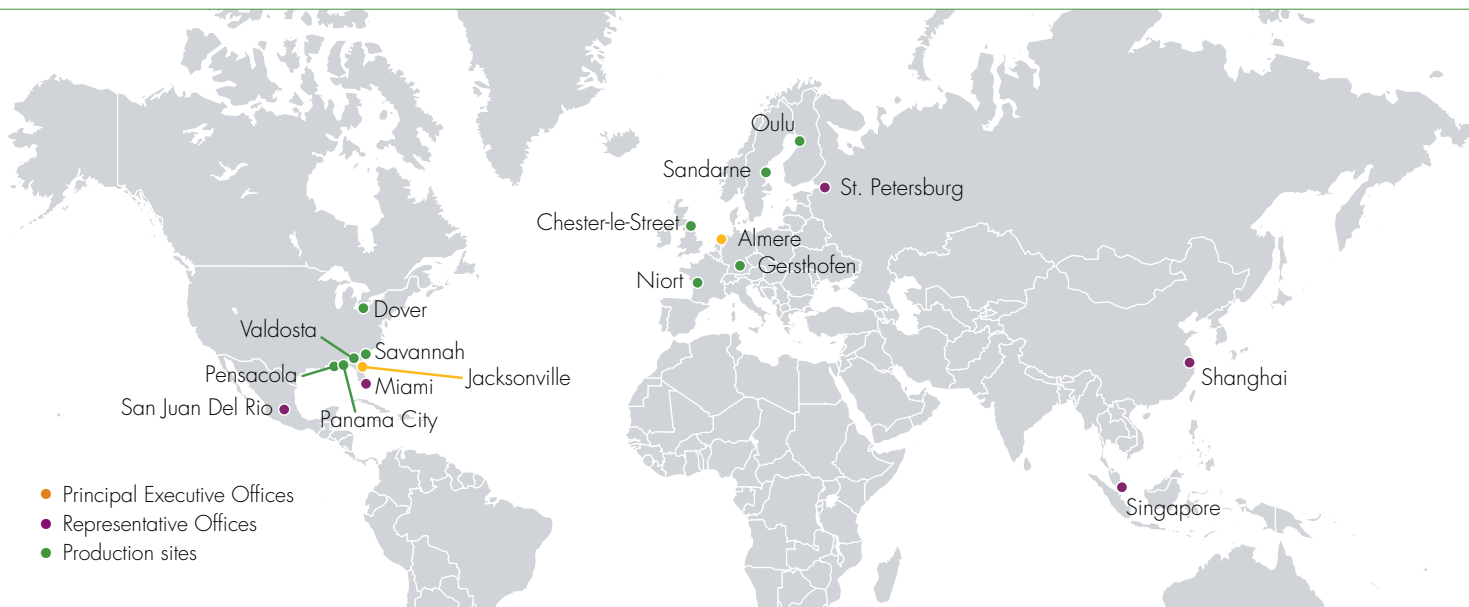 Oulu
Sandarne
St. Petersburg
Chester-le-Street
Almere
Gersthofen
Niort
Dover
Valdosta
Savannah
Pensacola
Jacksonville
Miami
Shanghai
San Juan Del Rio
Panama City
Principal Executive Offices
Singapore
Representative Offices
Production sites